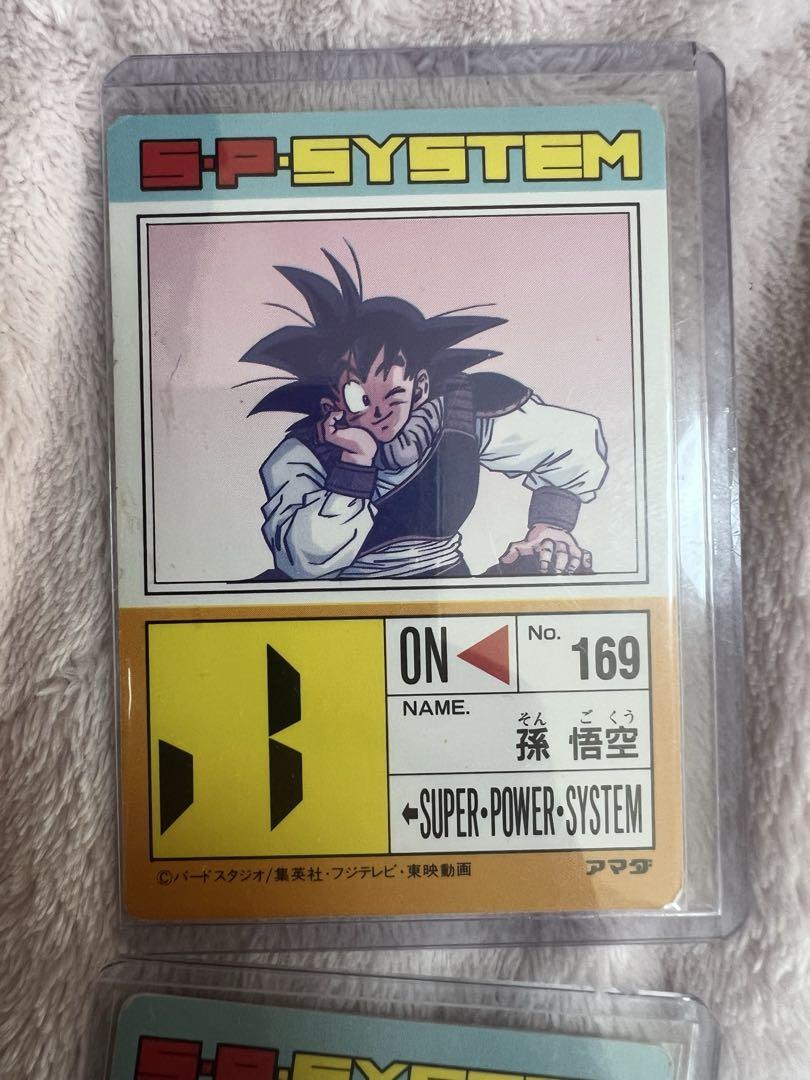 S·P·SYSTEM
ON
No. 169
NAME.
そん ご くう
孫 悟空
←SUPER·POWER·SYSTEM
©バードスタジオ/集英社・フジテレビ・東映動画
アマダ
S·P·SYSTEM